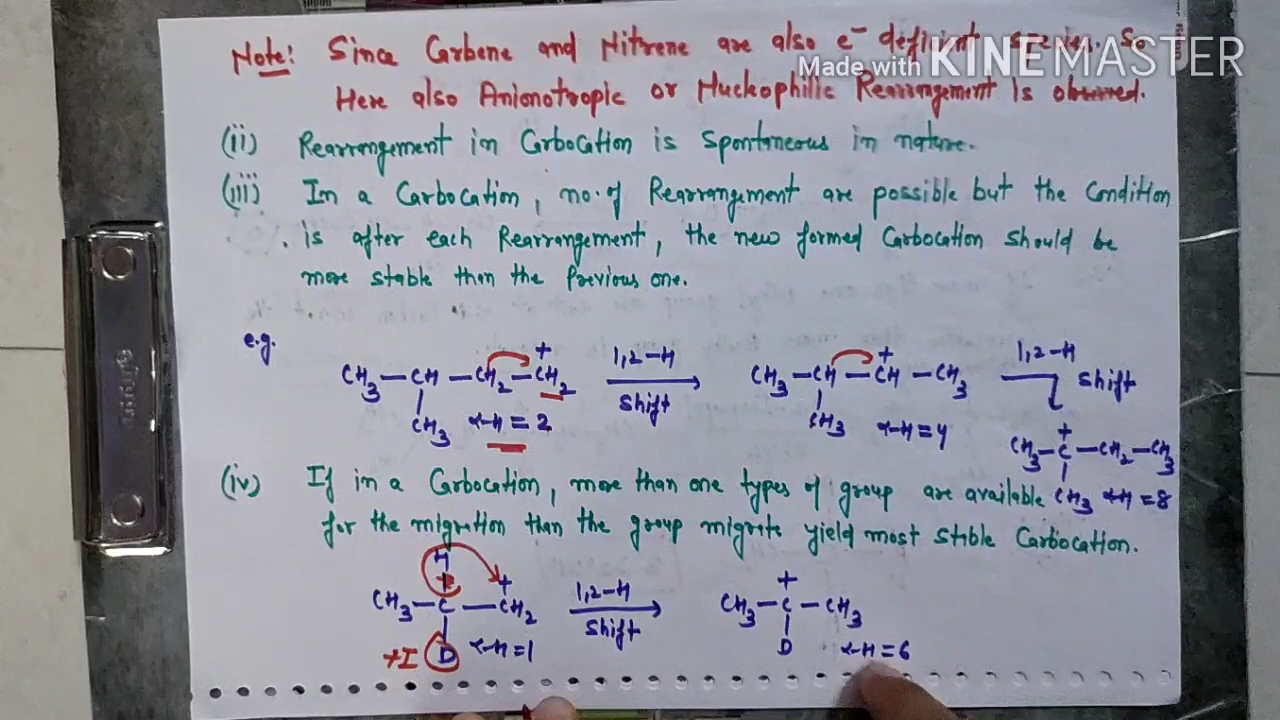 Note: Since Carbene and Nitrene are also e⁻ deficient species. So
Made with KINEMASTER
Here also Anionotropic or Nucleophilic Rearrangement is observed.
(ii) Rearrangement in Carbocation is spontaneous in nature.
(iii) In a Carbocation, no. of Rearrangement are possible but the Condition
is after each Rearrangement, the new formed Carbocation should be
more stable than the Previous one.
e.g.
CH₃—CH—CH₂—C⁺H₂ 1,2-H Shift CH₃—CH—C⁺H—CH₃ 1,2-H Shift
CH₃ α-H = 2 CH₃ α-H = 4
CH₃—C⁺—CH₂—CH₃
CH₃ α-H = 8
(iv) If in a Carbocation, more than one types of group are available
for the migration than the group migrate yield most stable Carbocation.
H
CH₃—C—C⁺H₂ 1,2-H Shift CH₃—C⁺—CH₃
+I D α-H = 1 D α-H = 6